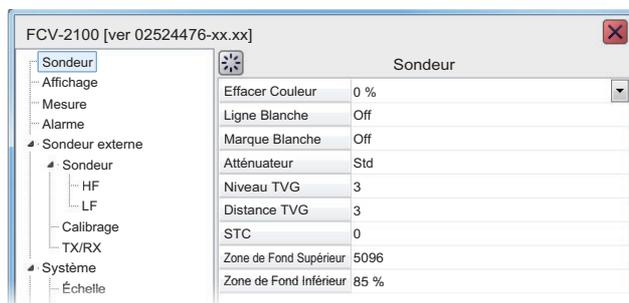 FCV-2100 [ver 02524476-xx.xx]
Sondeur
Affichage
Mesure
Alarme
Sondeur externe
Sondeur
HF
LF
Calibrage
TX/RX
Système
Échelle
Sondeur
Effacer Couleur 0 %
Ligne Blanche Off
Marque Blanche Off
Atténuateur Std
Niveau TVG 3
Distance TVG 3
STC 0
Zone de Fond Supérieur 5096
Zone de Fond Inférieur 85 %